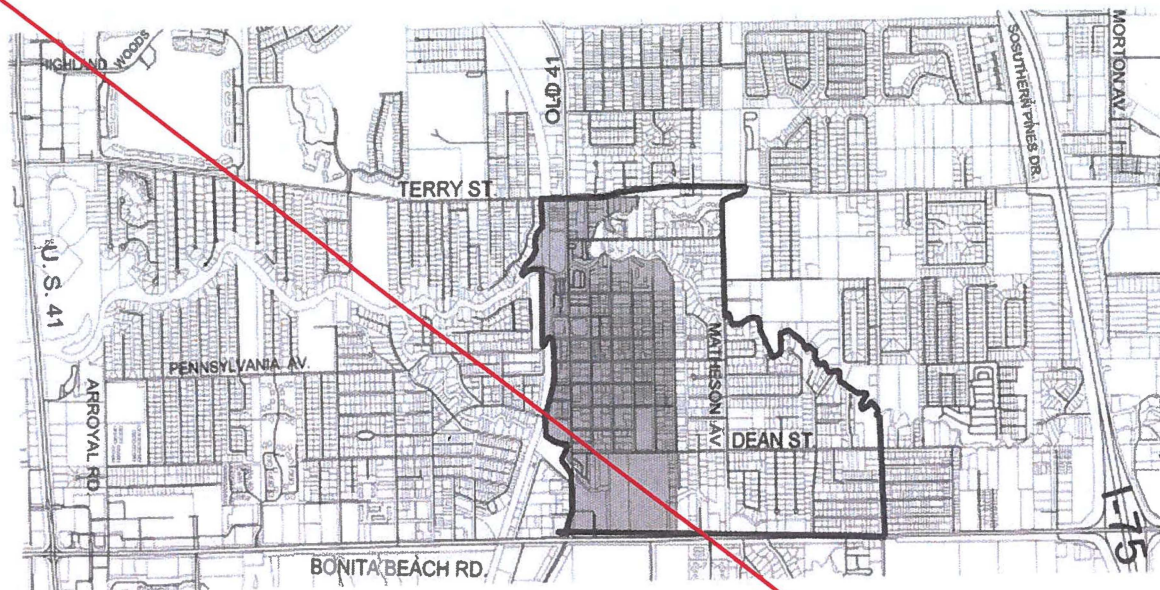 HIGHLAND WOODS
OLD 41
SOSUTHERN PINES DR.
MORTON AV.
TERRY ST.
U.S. 41
PENNSYLVANIA AV.
ARROYAL RD
MATHESON AV
DEAN ST.
I-75
BONITA BEACH RD.